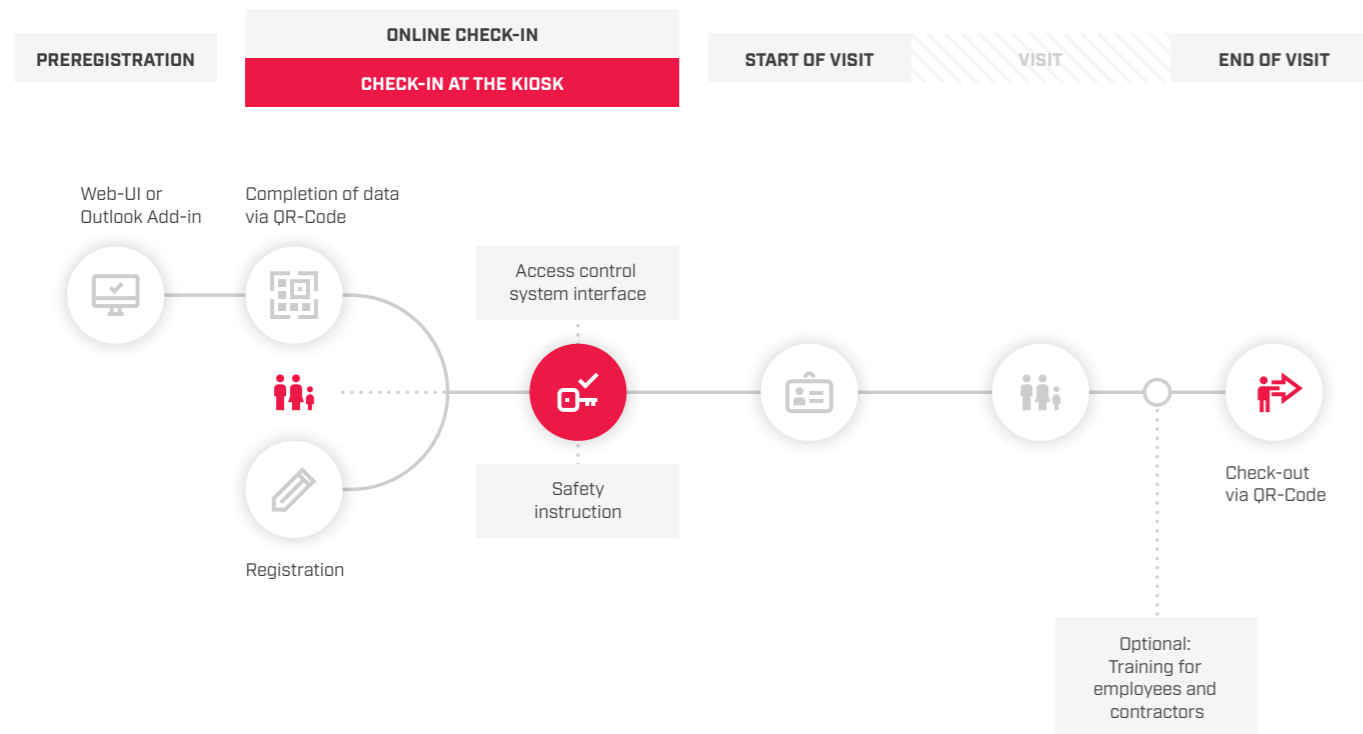 ONLINE CHECK-IN
PREREGISTRATION
CHECK-IN AT THE KIOSK
START OF VISIT
VISIT
END OF VISIT
Web-UI or
Outlook Add-in
Completion of data
via QR-Code
Access control
system interface
Safety
instruction
Registration
Check-out
via QR-Code
Optional:
Training for
employees and
contractors